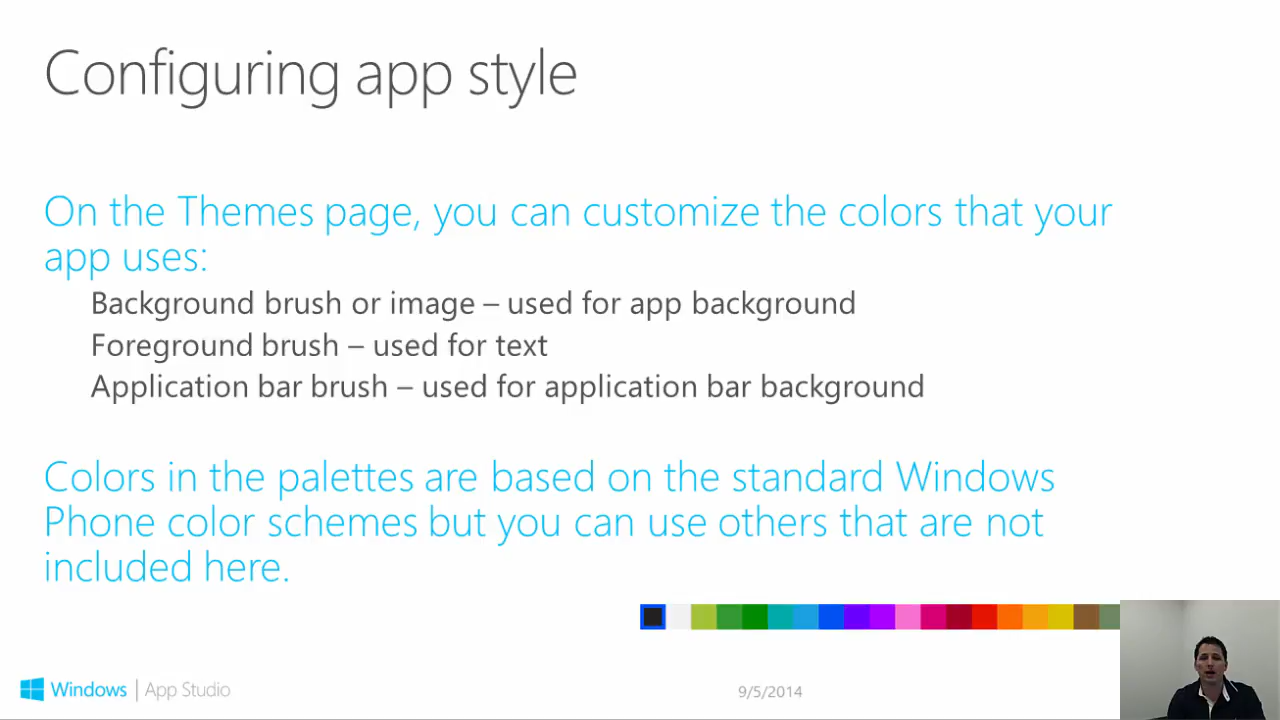 Configuring app style
On the Themes page, you can customize the colors that your
app uses:
Background brush or image – used for app background
Foreground brush – used for text
Application bar brush – used for application bar background
Colors in the palettes are based on the standard Windows
Phone color schemes but you can use others that are not
included here.
Windows | App Studio
9/5/2014